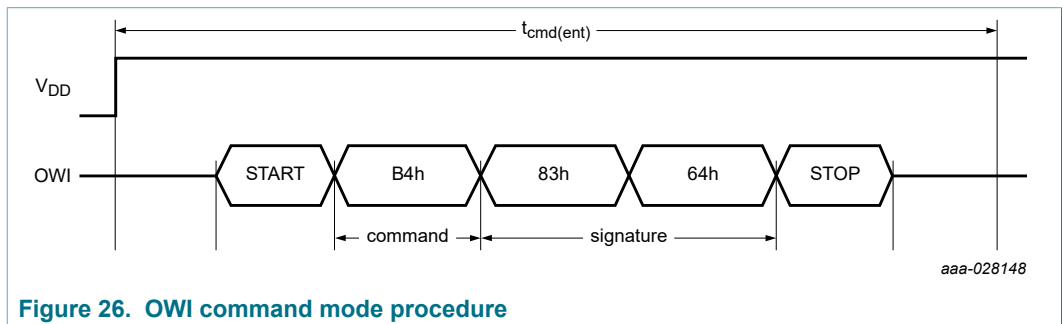 tcmd(ent)
VDD
OWI START B4h 83h 64h STOP
command signature
aaa-028148
Figure 26. OWI command mode procedure